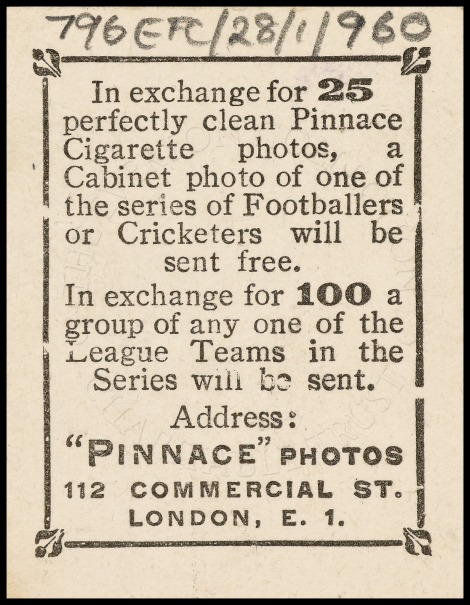 796 EFC/28/1/960
In exchange for 25
perfectly clean Pinnace
Cigarette photos, a
Cabinet photo of one of
the series of Footballers
or Cricketers will be
sent free.
In exchange for 100 a
group of any one of the
League Teams in the
Series will be sent.
Address:
"PINNACE" PHOTOS
112 COMMERCIAL ST.
LONDON, E. 1.